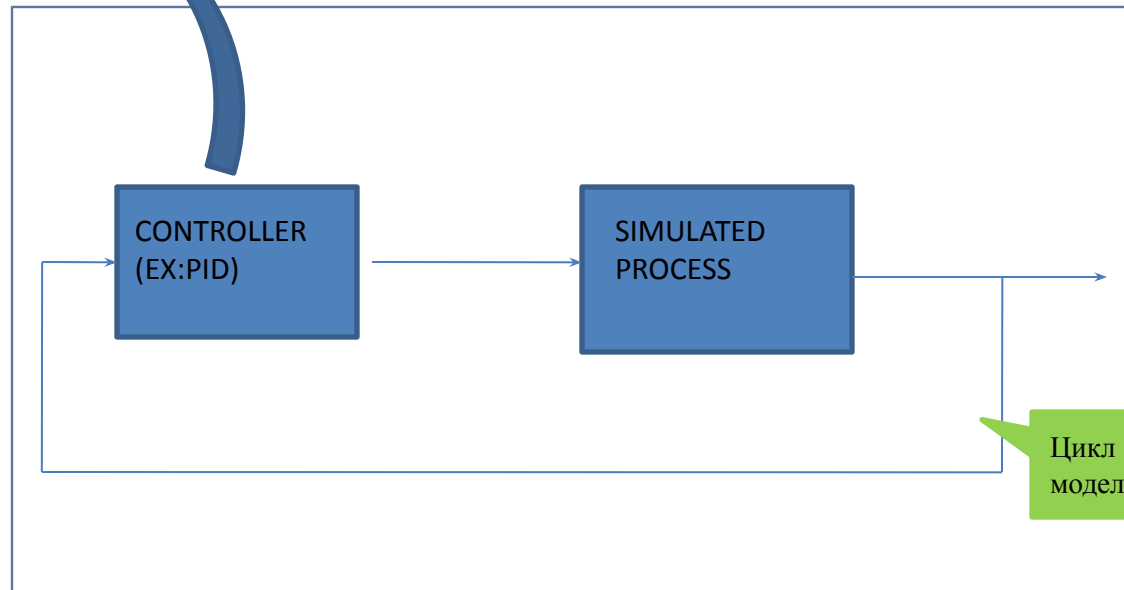 CONTROLLER
(EX:PID)
SIMULATED
PROCESS
Цикл